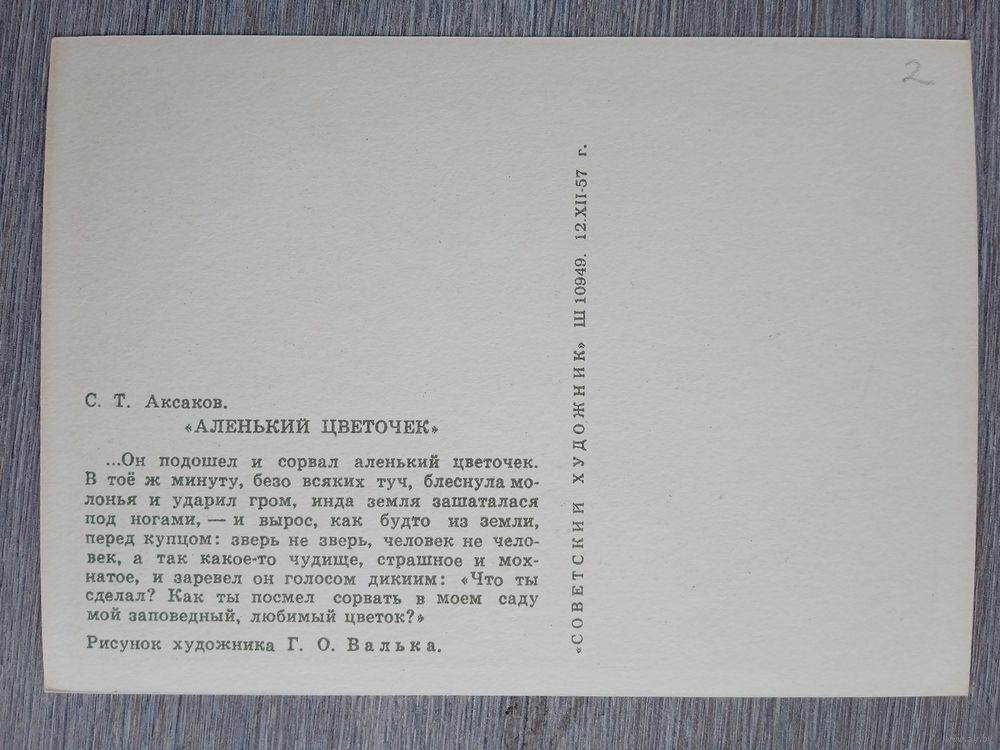 2
С. Т. Аксаков.
«АЛЕНЬКИЙ ЦВЕТОЧЕК»
...Он подошел и сорвал аленький цветочек.
В тоё ж минуту, безо всяких туч, блеснула мо-
лонья и ударил гром, инда земля зашаталася
под ногами, — и вырос, как будто из земли,
перед купцом: зверь не зверь, человек не чело-
век, а так какое-то чудище, страшное и мох-
натое, и заревел он голосом дикиим: «Что ты
сделал? Как ты посмел сорвать в моем саду
мой заповедный, любимый цветок?»
Рисунок художника Г. О. Валька.
«СОВЕТСКИЙ ХУДОЖНИК» Ш 10949. 12.XII-57 г.